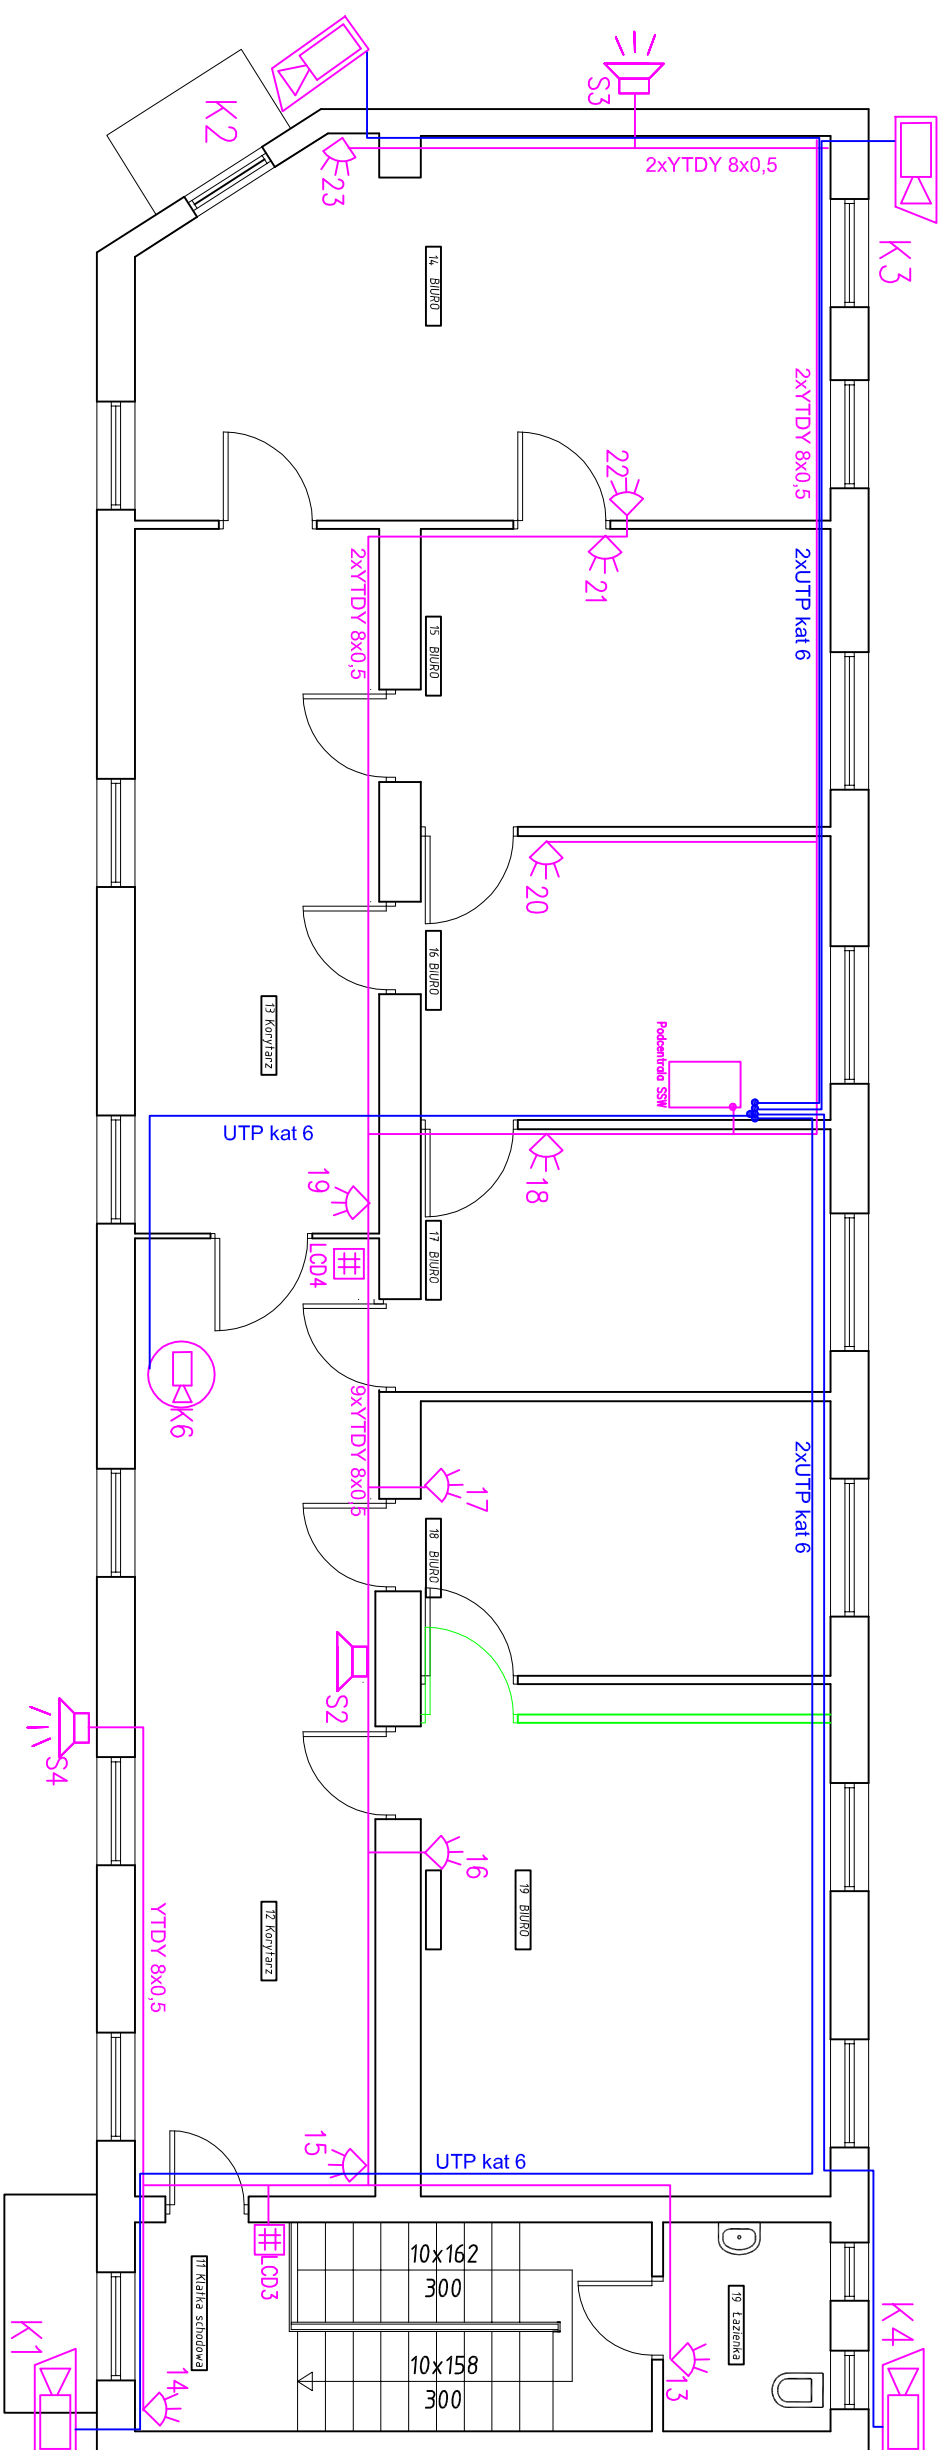 K2
S3
2xYTDY 8x0,5
K3
23
14 BIURO
2xYTDY 8x0,5
22
21
2xYTDY 8x0,5
2xUTP kat 6
15 BIURO
20
16 BIURO
13 Korytarz
Podcentrala SSW
UTP kat 6
19
18
LCD4
17 BIURO
K6
9xYTDY 8x0,5
17
2xUTP kat 6
18 BIURO
S2
S4
16
19 BIURO
12 Korytarz
YTDY 8x0,5
15
UTP kat 6
LCD3
11 Klatka schodowa
10x162
300
19 Łazienka
10x158
300
K1
14
13
K4